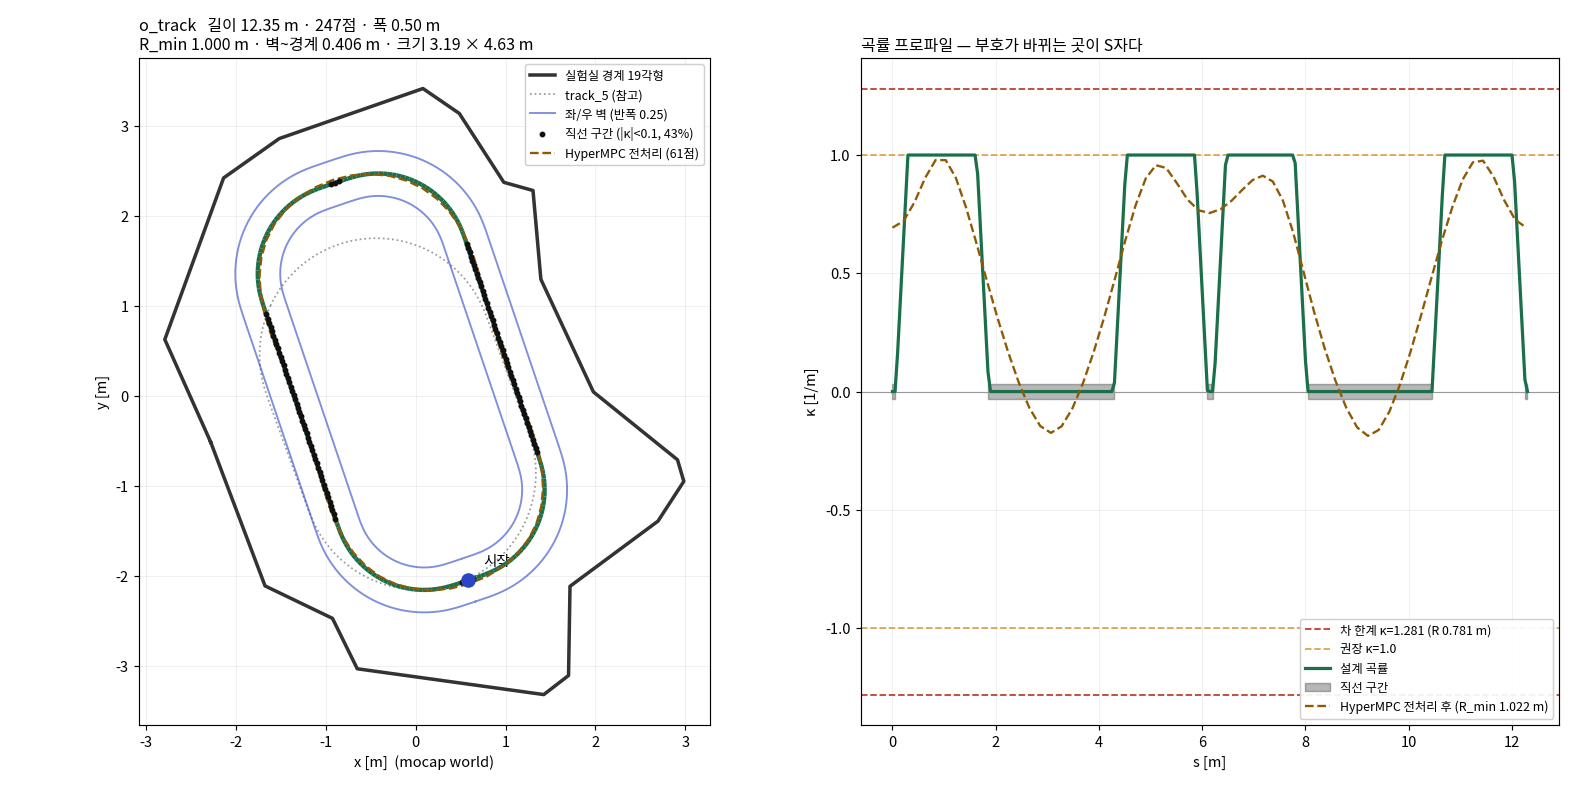 o_track 길이 12.35 m · 247점 · 폭 0.50 m
R_min 1.000 m · 벽~경계 0.406 m · 크기 3.19 × 4.63 m
실험실 경계 19각형
track_5 (참고)
좌/우 벽 (반폭 0.25)
직선 구간 (|κ|<0.1, 43%)
HyperMPC 전처리 (61점)
3
2
1
0
-1
-2
-3
y [m]
시작
-3
-2
-1
0
1
2
3
x [m] (mocap world)
곡률 프로파일 — 부호가 바뀌는 곳이 S자다
1.0
0.5
0.0
-0.5
-1.0
κ [1/m]
차 한계 κ=1.281 (R 0.781 m)
권장 κ=1.0
설계 곡률
직선 구간
HyperMPC 전처리 후 (R_min 1.022 m)
0
2
4
6
8
10
12
s [m]